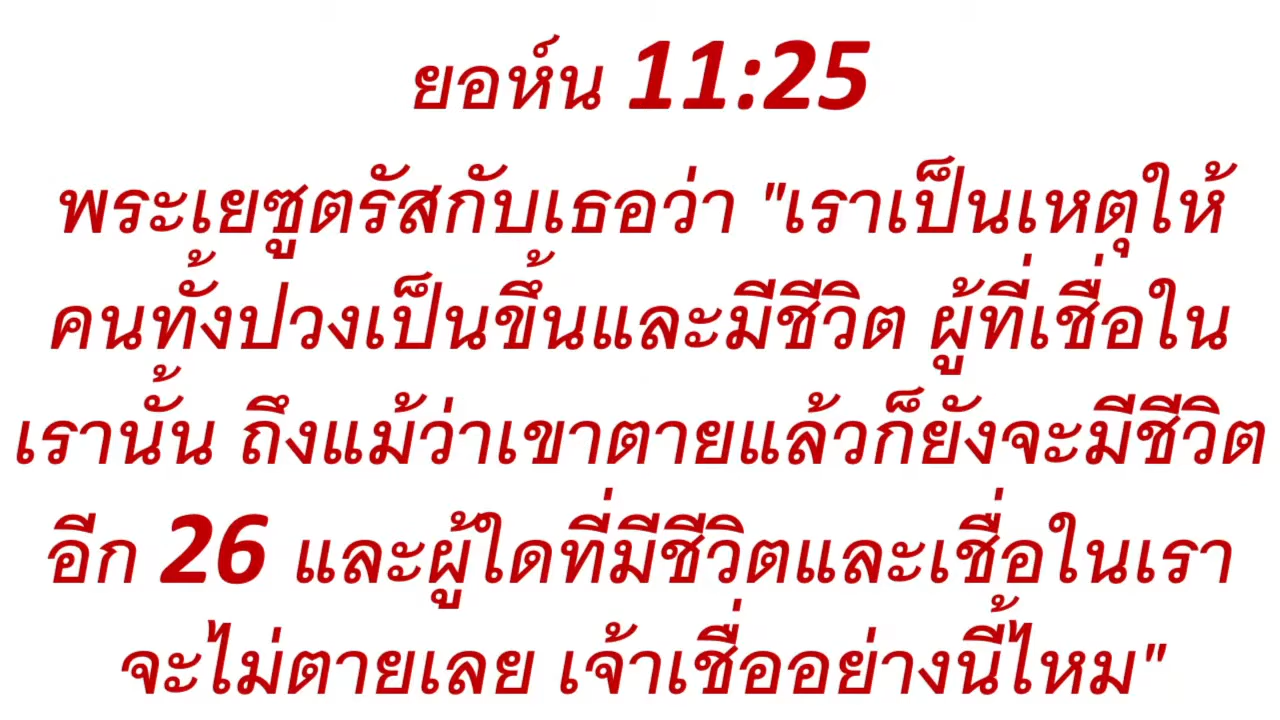 ยอห์น 11:25
พระเยซูตรัสกับเธอว่า "เราเป็นเหตุให้
คนทั้งปวงเป็นขึ้นและมีชีวิต ผู้ที่เชื่อใน
เรานั้น ถึงแม้ว่าเขาตายแล้วก็ยังจะมีชีวิต
อีก 26 และผู้ใดที่มีชีวิตและเชื่อในเรา
จะไม่ตายเลย เจ้าเชื่ออย่างนี้ไหม"